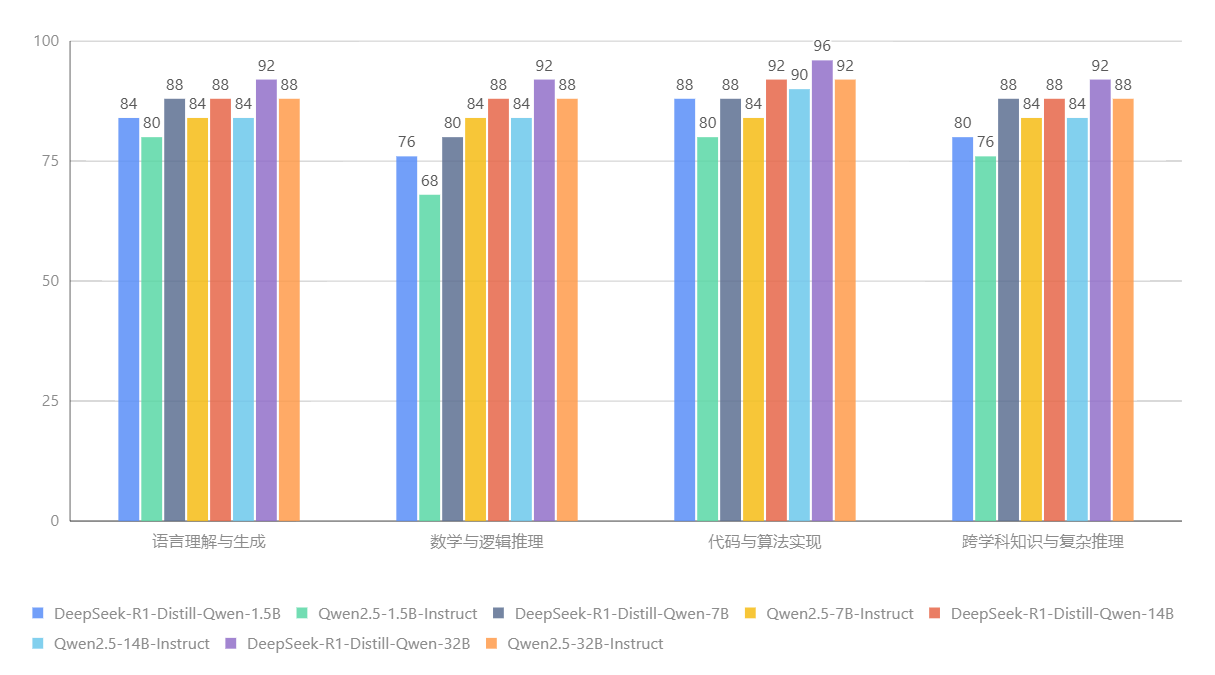 100
75
50
25
0
84 80 88 84 88 84 92 88
76 68 80 84 88 84 92 88
88 80 88 84 92 90 96 92
80 76 88 84 88 84 92 88
语言理解与生成 数学与逻辑推理 代码与算法实现 跨学科知识与复杂推理
DeepSeek-R1-Distill-Qwen-1.5B Qwen2.5-1.5B-Instruct DeepSeek-R1-Distill-Qwen-7B Qwen2.5-7B-Instruct DeepSeek-R1-Distill-Qwen-14B
Qwen2.5-14B-Instruct DeepSeek-R1-Distill-Qwen-32B Qwen2.5-32B-Instruct